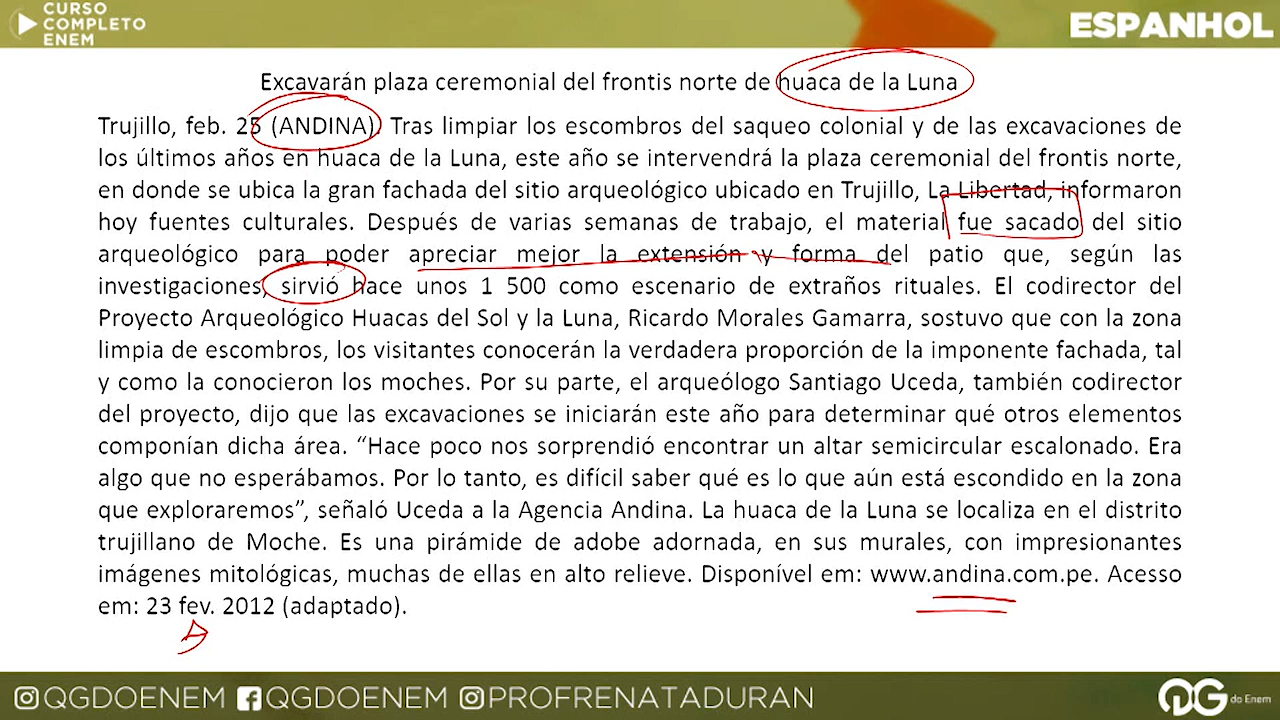 CURSO
COMPLETO
ENEM
ESPANHOL
Excavarán plaza ceremonial del frontis norte de huaca de la Luna
Trujillo, feb. 25 (ANDINA). Tras limpiar los escombros del saqueo colonial y de las excavaciones de
los últimos años en huaca de la Luna, este año se intervendrá la plaza ceremonial del frontis norte,
en donde se ubica la gran fachada del sitio arqueológico ubicado en Trujillo, La Libertad, informaron
hoy fuentes culturales. Después de varias semanas de trabajo, el material fue sacado del sitio
arqueológico para poder apreciar mejor la extensión y forma del patio que, según las
investigaciones, sirvió hace unos 1 500 como escenario de extraños rituales. El codirector del
Proyecto Arqueológico Huacas del Sol y la Luna, Ricardo Morales Gamarra, sostuvo que con la zona
limpia de escombros, los visitantes conocerán la verdadera proporción de la imponente fachada, tal
y como la conocieron los moches. Por su parte, el arqueólogo Santiago Uceda, también codirector
del proyecto, dijo que las excavaciones se iniciarán este año para determinar qué otros elementos
componían dicha área. “Hace poco nos sorprendió encontrar un altar semicircular escalonado. Era
algo que no esperábamos. Por lo tanto, es difícil saber qué es lo que aún está escondido en la zona
que exploraremos”, señaló Uceda a la Agencia Andina. La huaca de la Luna se localiza en el distrito
trujillano de Moche. Es una pirámide de adobe adornada, en sus murales, con impresionantes
imágenes mitológicas, muchas de ellas en alto relieve. Disponível em: www.andina.com.pe. Acesso
em: 23 fev. 2012 (adaptado).
@QGDOENEM @QGDOENEM @PROFRENATADURAN
QG do Enem